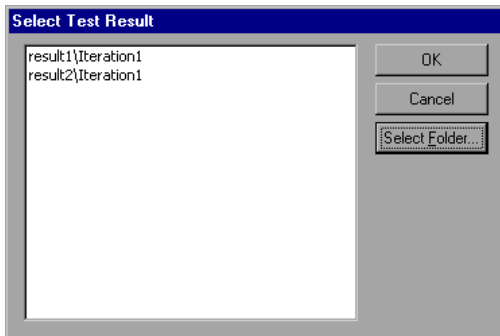 Select Test Result
result1\Iteration1
result2\Iteration1
OK
Cancel
Select Folder...